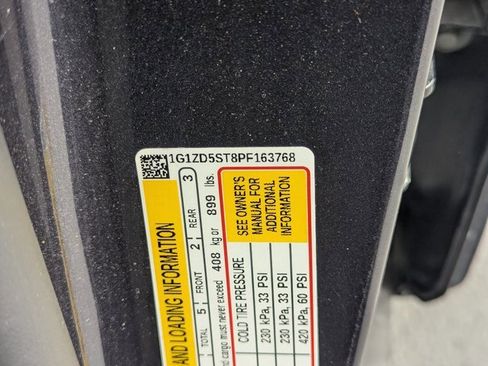 1G1ZD5ST8PF163768
AND LOADING INFORMATION
TOTAL 5 FRONT 2 REAR 3
nd cargo must never exceed 408 kg or 899 lbs.
COLD TIRE PRESSURE
SEE OWNER'S
MANUAL FOR
ADDITIONAL
INFORMATION
230 kPa, 33 PSI
230 kPa, 33 PSI
420 kPa, 60 PSI